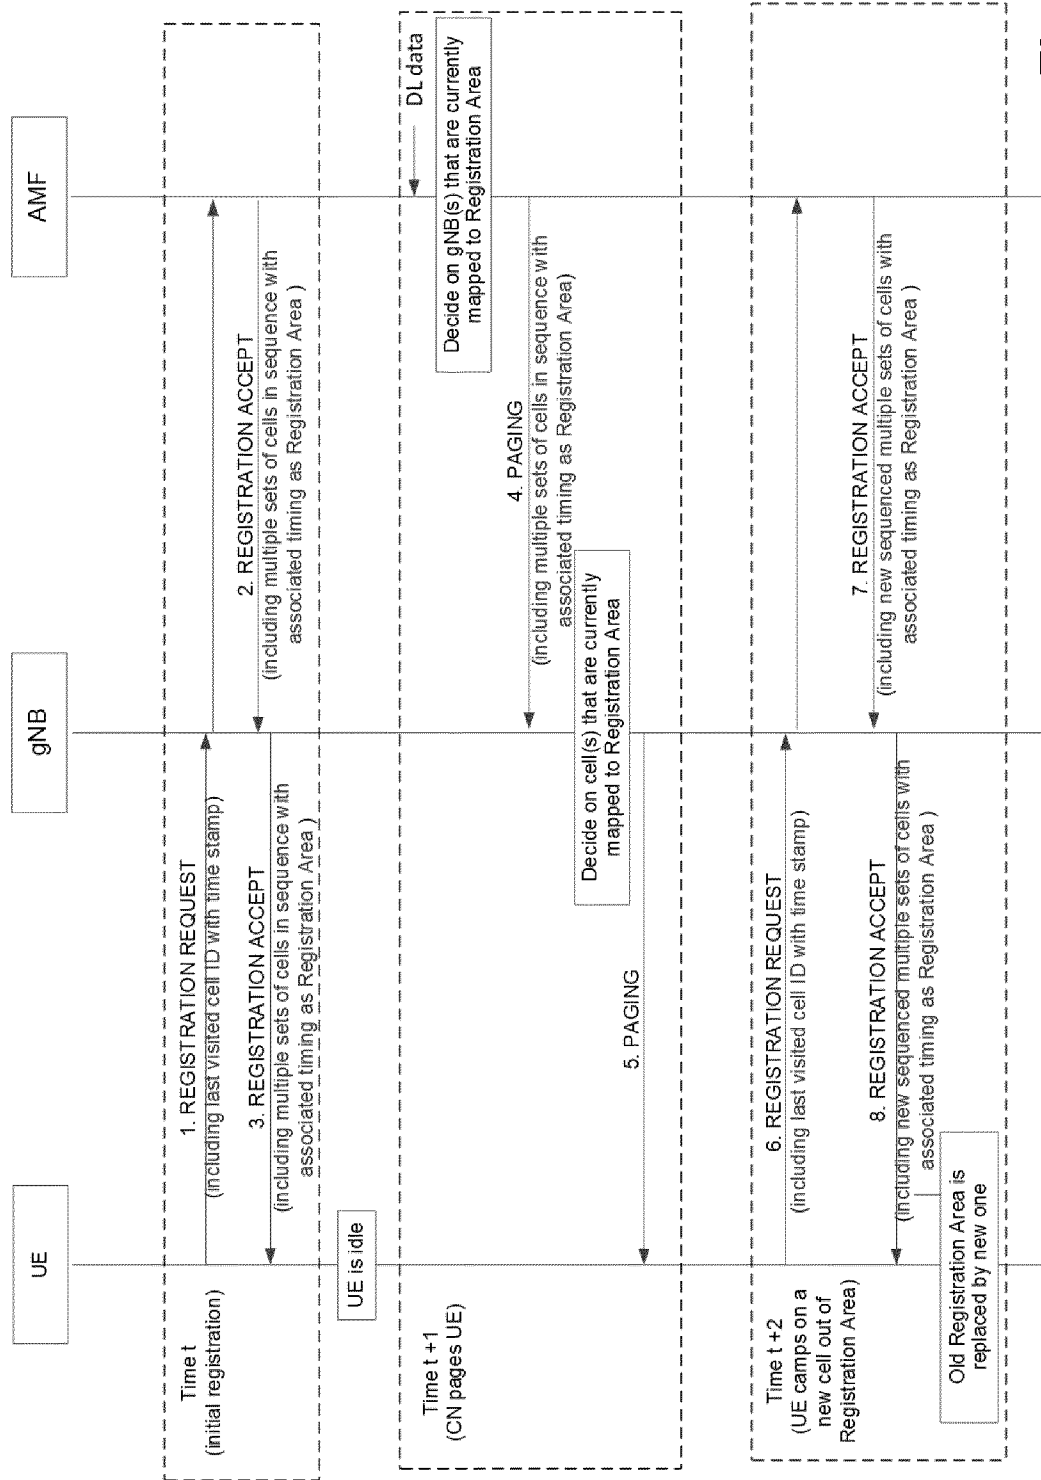 UE
gNB
AMF
Time t
(initial registration)
1. REGISTRATION REQUEST
(including last visited cell ID with time stamp)
2. REGISTRATION ACCEPT
(including multiple sets of cells in sequence with
associated timing as Registration Area )
3. REGISTRATION ACCEPT
(including multiple sets of cells in sequence with
associated timing as Registration Area )
UE is idle
Time t +1
(CN pages UE)
DL data
Decide on gNB(s) that are currently
mapped to Registration Area
4. PAGING
(including multiple sets of cells in sequence with
associated timing as Registration Area)
Decide on cell(s) that are currently
mapped to Registration Area
5. PAGING
Time t +2
(UE camps on a
new cell out of
Registration Area)
6. REGISTRATION REQUEST
(including last visited cell ID with time stamp)
7. REGISTRATION ACCEPT
(including new sequenced multiple sets of cells with
associated timing as Registration Area )
8. REGISTRATION ACCEPT
(including new sequenced multiple sets of cells with
associated timing as Registration Area )
Old Registration Area is
replaced by new one